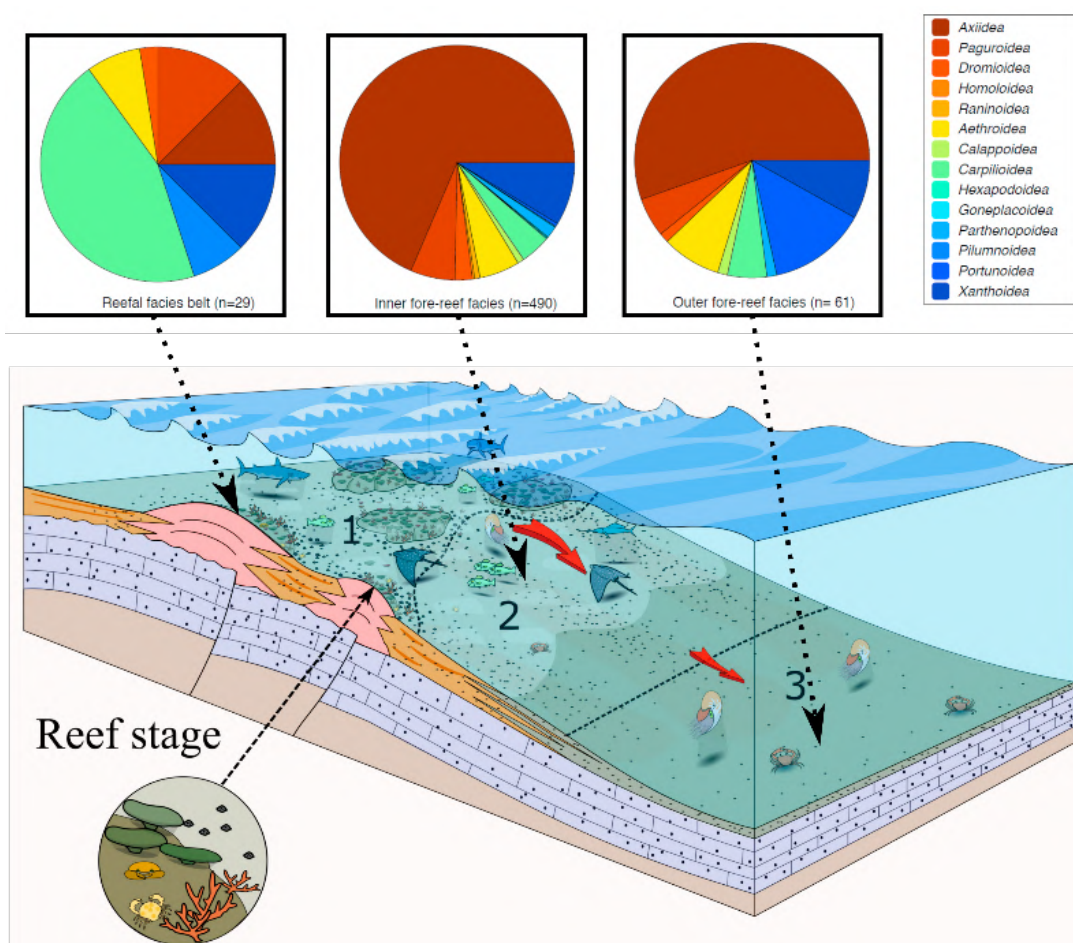 Axiidea
Paguroidea
Dromioidea
Homoloidea
Raninoidea
Aethroidea
Calappoidea
Carpilioidea
Hexapodoidea
Goneplacoidea
Parthenopoidea
Pilumnoidea
Portunoidea
Xanthoidea
Reefal facies belt (n=29)
Inner fore-reef facies (n=490)
Outer fore-reef facies (n= 61)
1
2
3
Reef stage